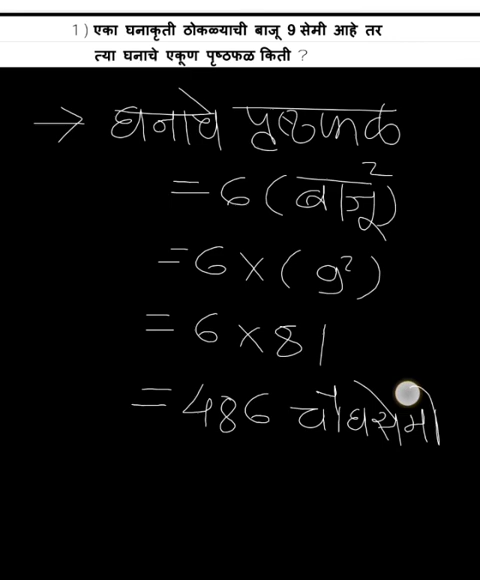 1) एका घनाकृती ठोकळ्याची बाजू 9 सेमी आहे तर
त्या घनाचे एकूण पृष्ठफळ किती ?
→ घनाचे पृष्ठफळ
= 6 (बाजू)²
= 6 × (9²)
= 6 × 81
= 486 चौघसेमी